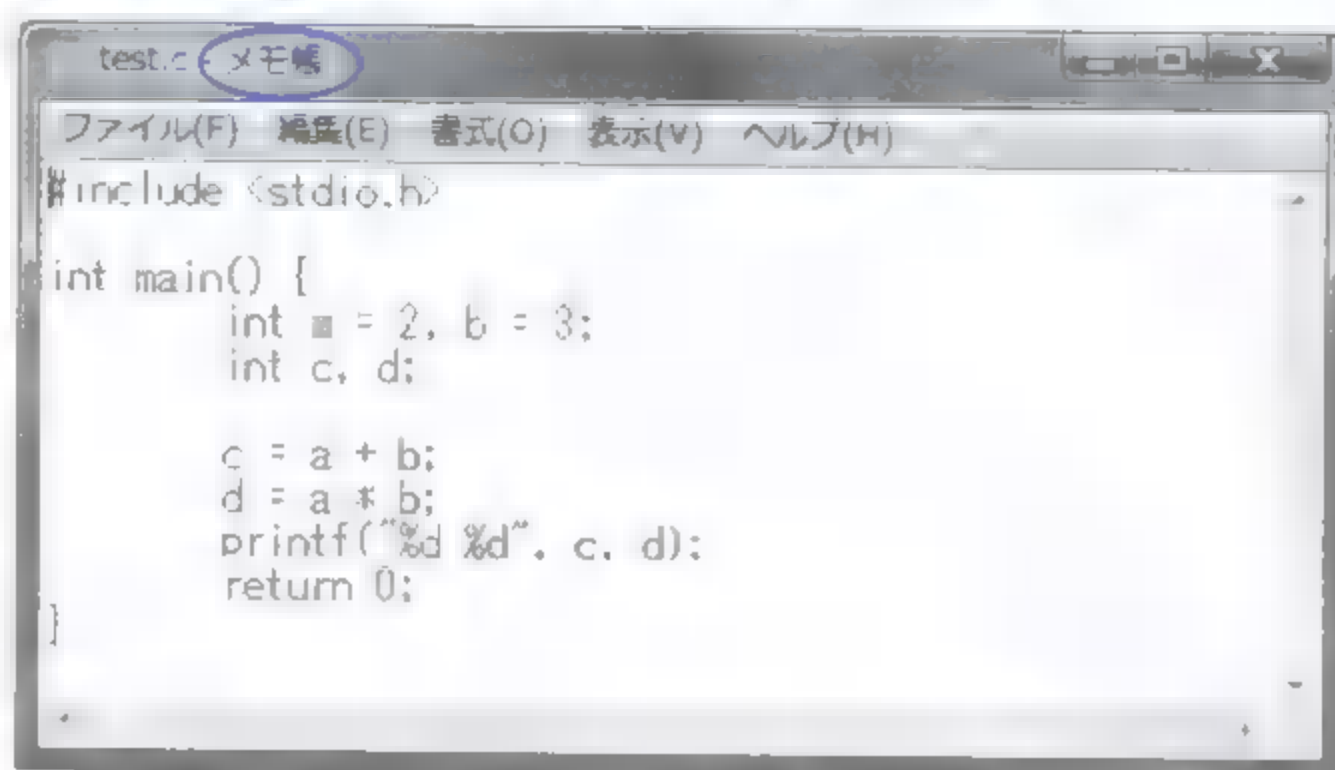 test.c - メモ帳
ファイル(F) 編集(E) 書式(O) 表示(V) ヘルプ(H)
#include <stdio.h>
int main() {
int a = 2, b = 3;
int c, d;
c = a + b;
d = a * b;
printf("%d %d", c, d);
return 0;
}